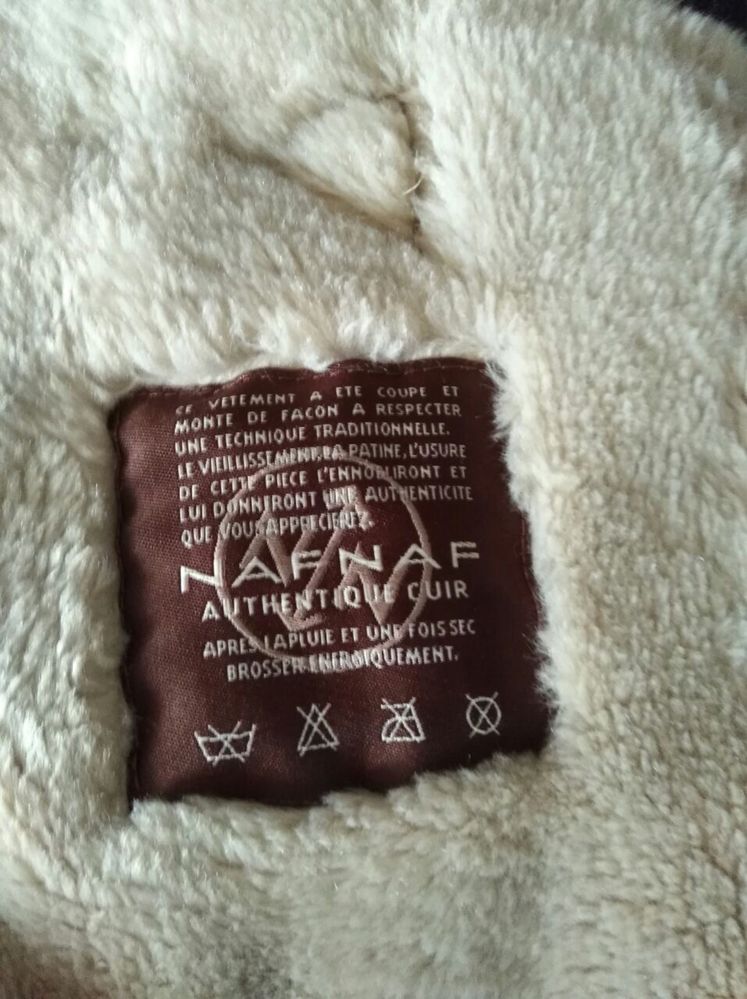 CE VETEMENT A ETE COUPE ET
MONTE DE FAÇON A RESPECTER
UNE TECHNIQUE TRADITIONNELLE.
LE VIEILLISSEMENT, LA PATINE, L'USURE
DE CETTE PIECE L'ENNOBLIRONT ET
LUI DONNERONT UNE AUTHENTICITE
QUE VOUS APPRECIEREZ.
NAFNAF
AUTHENTIQUE CUIR
APRES LA PLUIE ET UNE FOIS SEC
BROSSER ENERGIQUEMENT.